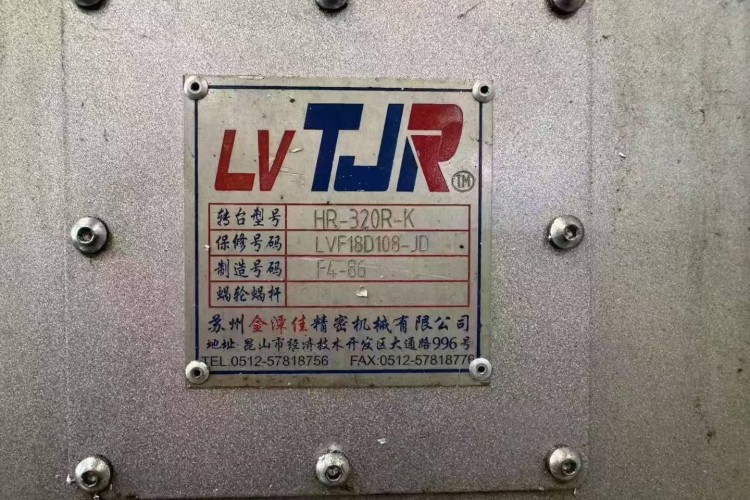 LV TJR TM
转台型号 HR-320R-K
保修号码 LVF18D108-JD
制造号码 F4-86
蜗轮蜗杆
苏州金潭佳精密机械有限公司
地址:昆山市经济技术开发区大通路996号
TEL:0512-57818756 FAX:0512-57818776